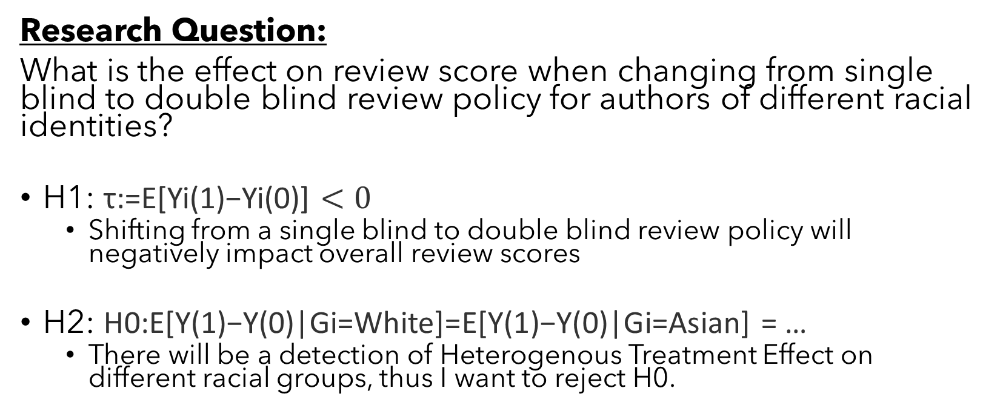 Research Question:
What is the effect on review score when changing from single
blind to double blind review policy for authors of different racial
identities?
• H1: τ:=E[Yi(1)−Yi(0)] < 0
• Shifting from a single blind to double blind review policy will
negatively impact overall review scores
• H2: H0:E[Y(1)−Y(0)|Gi=White]=E[Y(1)−Y(0)|Gi=Asian] = ...
• There will be a detection of Heterogenous Treatment Effect on
different racial groups, thus I want to reject H0.